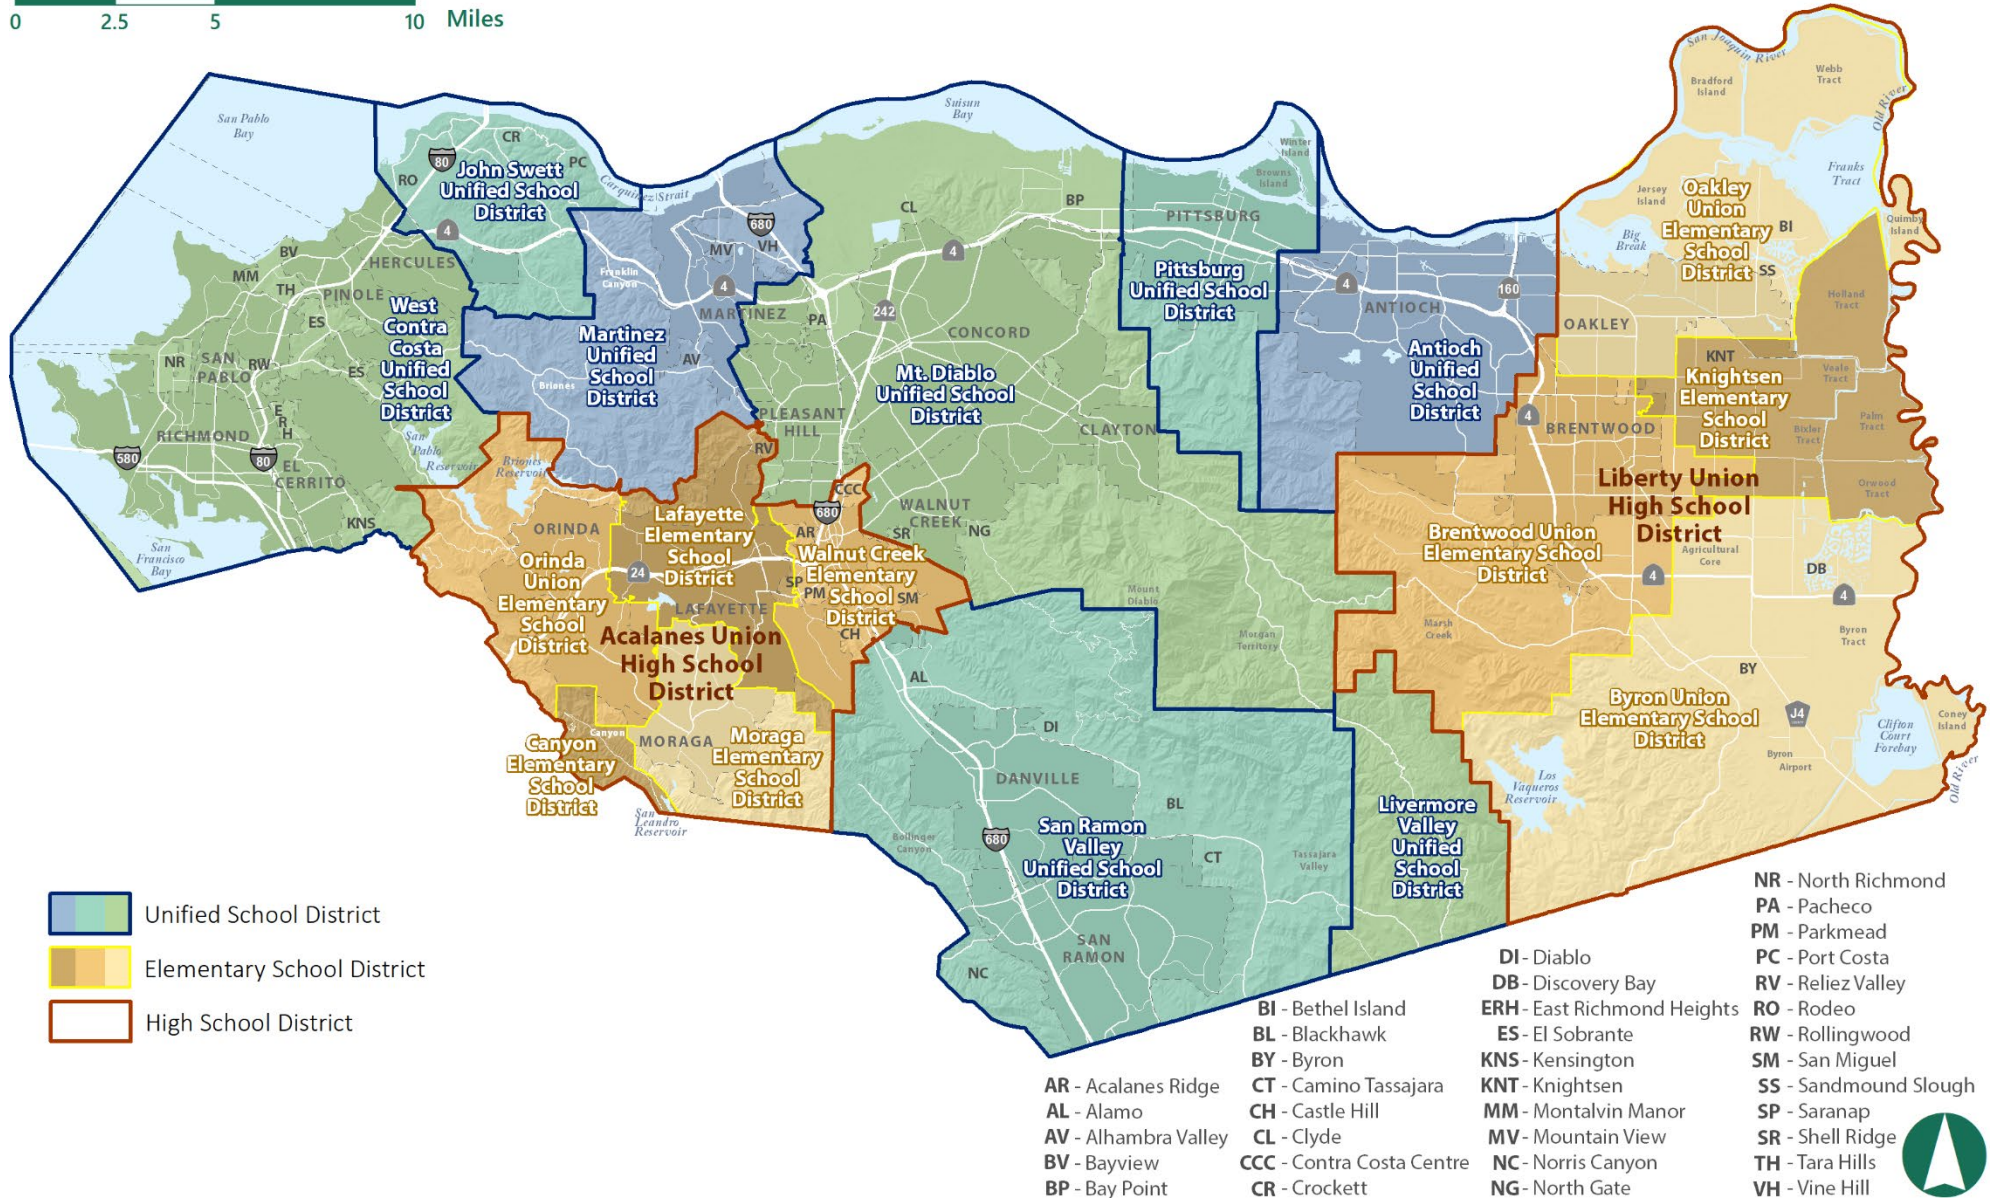 0 2.5 5 10 Miles
San Joaquin River
Webb
Tract
Bradford
Island
Old River
San Pablo
Bay
Suisun
Bay
CR
80
PC
RO
John Swett
Unified School
District
Carquinez Strait
4
Winter
Island
Browns
Island
Franks
Tract
Jersey
Island
Oakley
Union
Elementary
School
District
BI
SS
Quimby
Island
Big
Break
CL
BP
PITTSBURG
680
MV
VH
BV
HERCULES
MM
TH
PINOLE
ES
Franklin
Canyon
4
MARTINEZ
4
242
PA
CONCORD
Pittsburg
Unified School
District
4
ANTIOCH
160
OAKLEY
Holland
Tract
West
Contra
Costa
Unified
School
District
Martinez
Unified
School
District
AV
Briones
NR
SAN
PABLO
RW
ES
E
R
H
RICHMOND
580
80
EL
CERRITO
KNS
San
Pablo
Reservoir
San
Francisco
Bay
Mt. Diablo
Unified School
District
PLEASANT
HILL
CLAYTON
Antioch
Unified
School
District
4
BRENTWOOD
KNT
Knightsen
Elementary
School
District
Veale
Tract
Palm
Tract
Bixler
Tract
Orwood
Tract
Liberty Union
High School
District
Briones
Reservoir
RV
CCC
680
ORINDA
Lafayette
Elementary
School
District
AR
WALNUT
CREEK
SR
NG
Orinda
Union
Elementary
School
District
24
LAFAYETTE
SP
PM
Walnut Creek
Elementary
School
District
SM
CH
Acalanes Union
High School
District
Brentwood Union
Elementary School
District
Agricultural
Core
4
DB
4
Byron
Tract
Mount
Diablo
Morgan
Territory
Marsh
Creek
BY
AL
DI
Byron Union
Elementary School
District
J4
Byron
Airport
Clifton
Court
Forebay
Coney
Island
Old River
Los
Vaqueros
Reservoir
Canyon
Canyon
Elementary
School
District
MORAGA
Moraga
Elementary
School
District
San
Leandro
Reservoir
DANVILLE
BL
680
Bollinger
Canyon
San Ramon
Valley
Unified School
District
CT
Tassajara
Valley
Livermore
Valley
Unified
School
District
SAN
RAMON
NC
Unified School District
Elementary School District
High School District
AR - Acalanes Ridge
AL - Alamo
AV - Alhambra Valley
BV - Bayview
BP - Bay Point
BI - Bethel Island
BL - Blackhawk
BY - Byron
CT - Camino Tassajara
CH - Castle Hill
CL - Clyde
CCC - Contra Costa Centre
CR - Crockett
DI - Diablo
DB - Discovery Bay
ERH - East Richmond Heights
ES - El Sobrante
KNS - Kensington
KNT - Knightsen
MM - Montalvin Manor
MV - Mountain View
NC - Norris Canyon
NG - North Gate
NR - North Richmond
PA - Pacheco
PM - Parkmead
PC - Port Costa
RV - Reliez Valley
RO - Rodeo
RW - Rollingwood
SM - San Miguel
SS - Sandmound Slough
SP - Saranap
SR - Shell Ridge
TH - Tara Hills
VH - Vine Hill